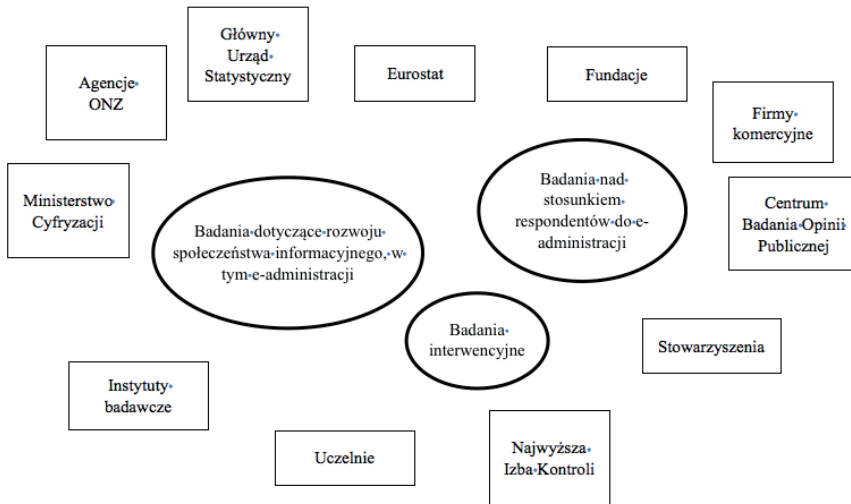 Główny
Urząd
Statystyczny
Agencje
ONZ
Eurostat
Fundacje
Firmy
komercyjne
Ministerstwo
Cyfryzacji
Badania dotyczące rozwoju
społeczeństwa informacyjnego, w
tym e-administracji
Badania nad
stosunkiem
respondentów do e-
administracji
Centrum
Badania Opinii
Publicznej
Badania
interwencyjne
Stowarzyszenia
Instytuty
badawcze
Uczelnie
Najwyższa
Izba Kontroli